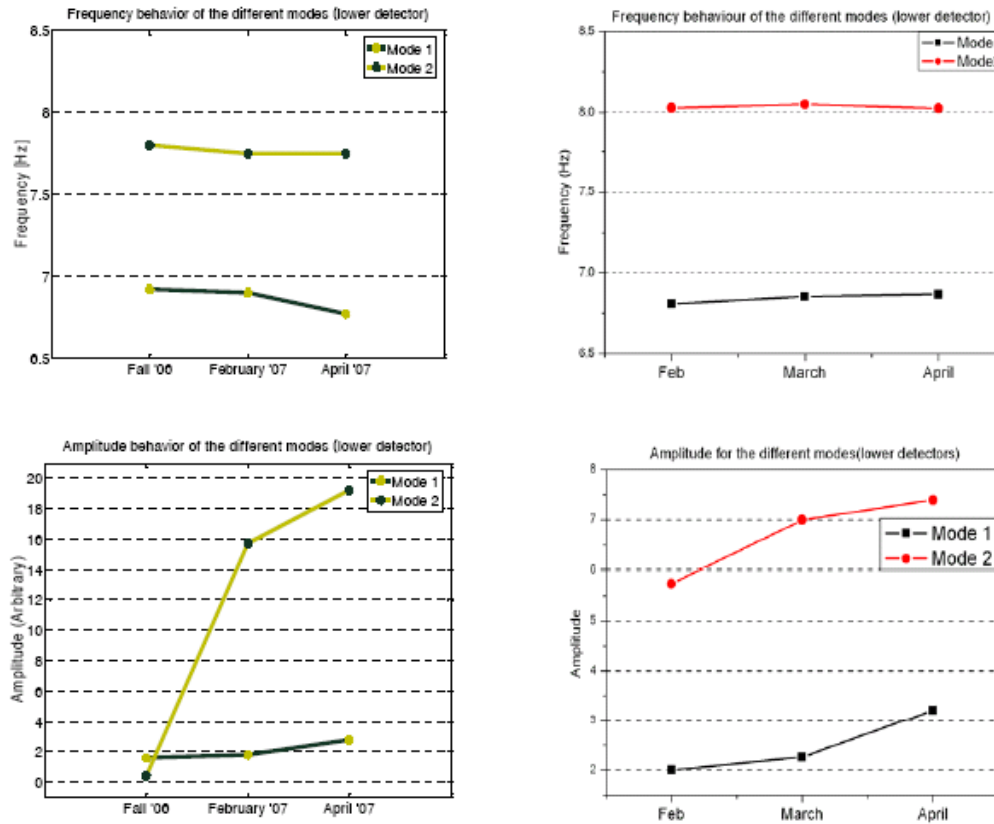 Frequency behavior of the different modes (lower detector)
8.5
8
7.5
7
6.5
Frequency [Hz]
Mode 1
Mode 2
Fall '06
February '07
April '07
Frequency behaviour of the different modes (lower detector)
8.5
8.0
7.5
7.0
6.5
Frequency (Hz)
Mode
Mode
Feb
March
April
Amplitude behavior of the different modes (lower detector)
20
18
16
14
12
10
8
6
4
2
0
Amplitude (Arbitrary)
Mode 1
Mode 2
Fall '06
February '07
April '07
Amplitude for the different modes(lower detectors)
8
7
6
5
4
3
2
Amplitude
Mode 1
Mode 2
Feb
March
April